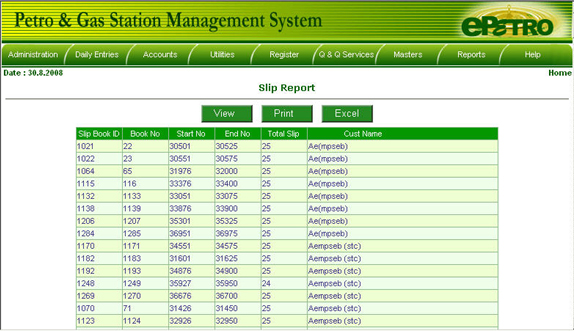 Petro & Gas Station Management System
ePetro
Administration Daily Entries Accounts Utilities Register Q & Q Services Masters Reports Help
Date : 30.8.2008 Home
Slip Report
View Print Excel
Slip Book ID Book No Start No End No Total Slip Cust Name
1021 22 30501 30525 25 Ae(mpseb)
1022 23 30551 30575 25 Ae(mpseb)
1064 65 31976 32000 25 Ae(mpseb)
1115 116 33376 33400 25 Ae(mpseb)
1132 1133 33051 33075 25 Ae(mpseb)
1138 1139 33876 33900 25 Ae(mpseb)
1206 1207 35301 35325 25 Ae(mpseb)
1284 1285 36951 36975 25 Ae(mpseb)
1170 1171 34551 34575 25 Aempseb (stc)
1182 1183 31601 31625 25 Aempseb (stc)
1192 1193 34876 34900 25 Aempseb (stc)
1248 1249 35927 35950 24 Aempseb (stc)
1269 1270 36676 36700 25 Aempseb (stc)
1070 71 31426 31450 25 Aempseb (stc)
1123 1124 32926 32950 25 Aempseb (stc)